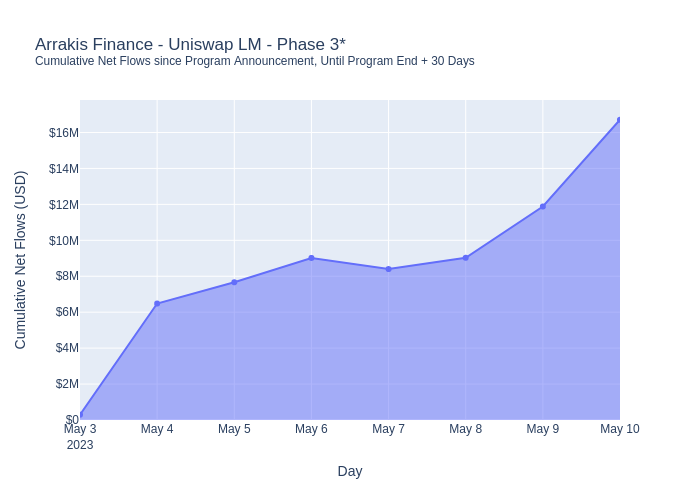 Arrakis Finance - Uniswap LM - Phase 3*
Cumulative Net Flows since Program Announcement, Until Program End + 30 Days
Cumulative Net Flows (USD)
$16M
$14M
$12M
$10M
$8M
$6M
$4M
$2M
$0
May 3 May 4 May 5 May 6 May 7 May 8 May 9 May 10
2023
Day